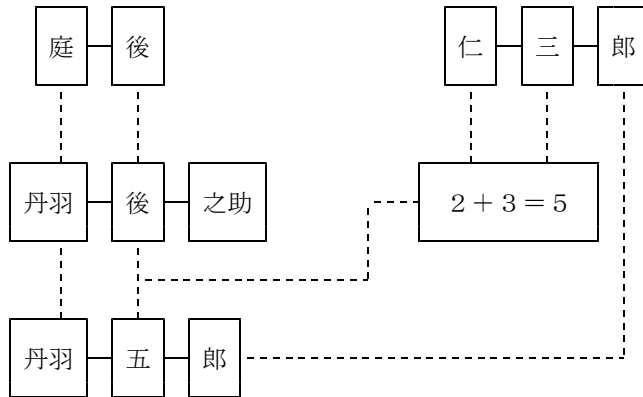 庭 後 仁 三 郎
丹羽 後 之助 2+3=5
丹羽 五 郎